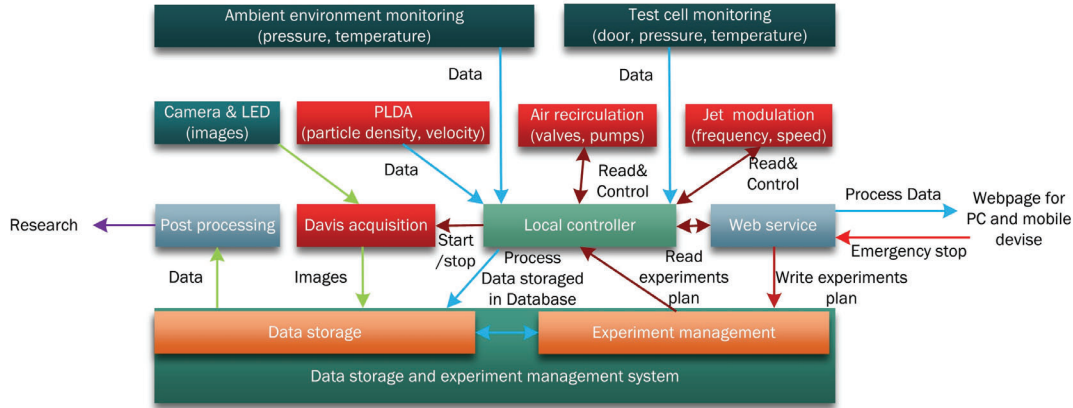 Ambient environment monitoring
(pressure, temperature)
Test cell monitoring
(door, pressure, temperature)
Data
Data
Camera & LED
(images)
PLDA
(particle density, velocity)
Air recirculation
(valves, pumps)
Jet modulation
(frequency, speed)
Data
Read&
Control
Read&
Control
Research
Post processing
Davis acquisition
Start
/stop
Local controller
Web service
Process Data
Webpage for
PC and mobile
devise
Emergency stop
Data
Images
Process
Data storaged
in Database
Read
experiments
plan
Write experiments
plan
Data storage
Experiment management
Data storage and experiment management system